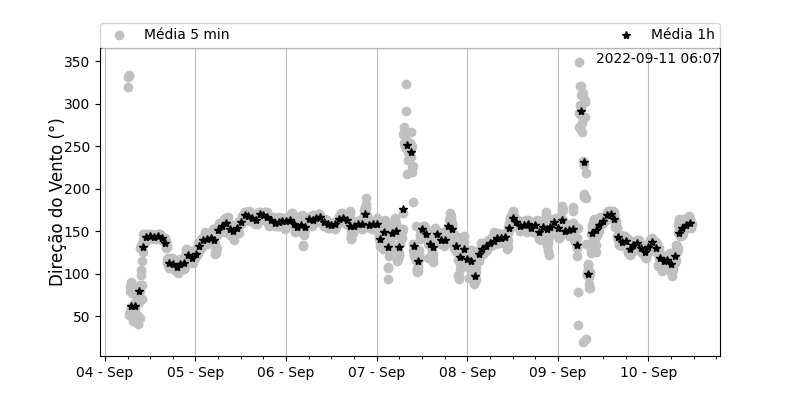 Média 5 min
Média 1h
2022-09-11 06:07
Direção do Vento (°)
350
300
250
200
150
100
50
04 - Sep
05 - Sep
06 - Sep
07 - Sep
08 - Sep
09 - Sep
10 - Sep